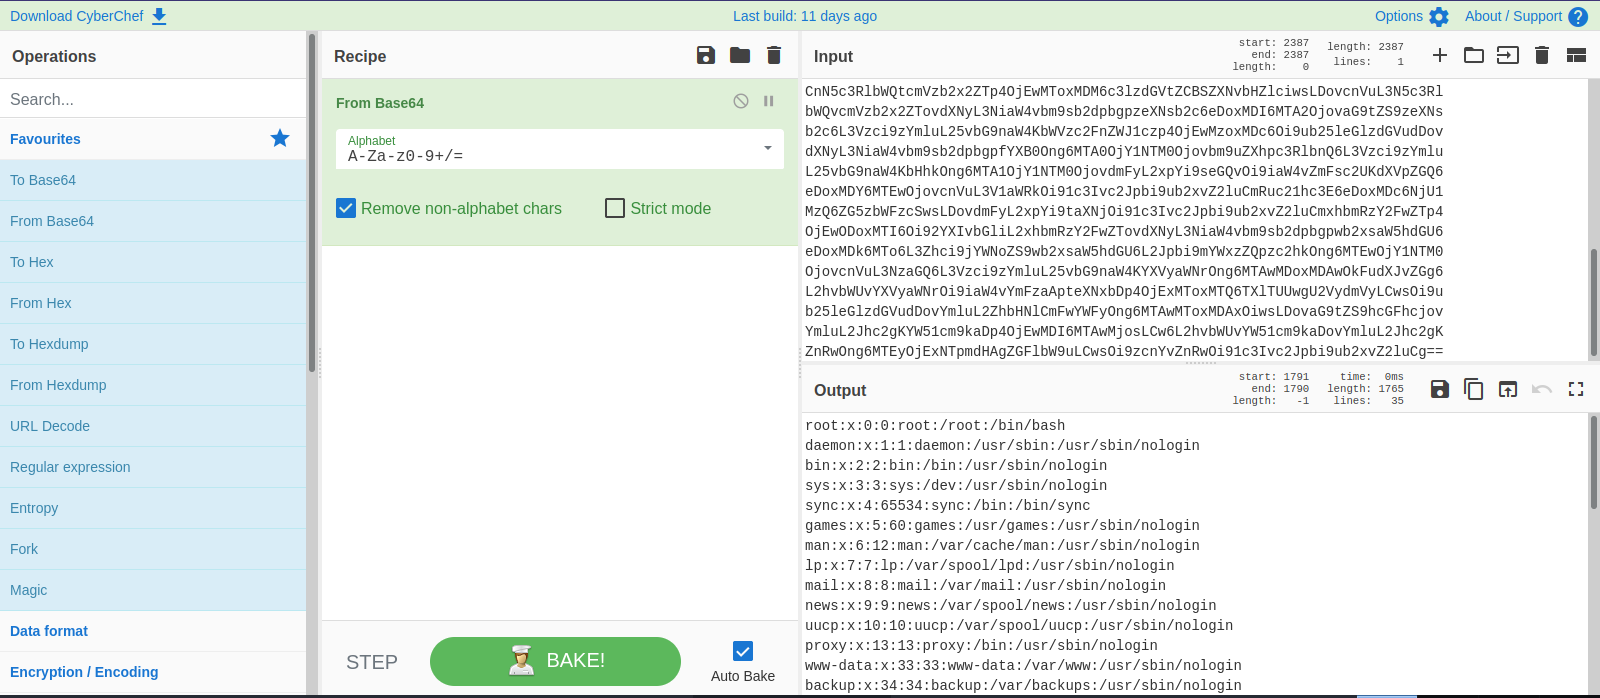 Download CyberChef
Last build: 11 days ago
Options
About / Support
Operations
Search...
Favourites
To Base64
From Base64
To Hex
From Hex
To Hexdump
From Hexdump
URL Decode
Regular expression
Entropy
Fork
Magic
Data format
Encryption / Encoding
Recipe
From Base64
Alphabet
A-Za-z0-9+/=
Remove non-alphabet chars
Strict mode
STEP
BAKE!
Auto Bake
Input
start: 2387
end: 2387
length: 0
length: 2387
lines: 1
CnN5c3RlbWQtcmVzb2x2ZTp4OjEwMToxMDM6c3lzdGVtZCBSZXNvbHZlciwsLDovcnVuL3N5c3Rl
bWQvcmVzb2x2ZTovdXNyL3NiaW4vbm9sb2dpbgpzeXNsb2c6eDoxMDI6MTA2OjovaG9tZS9zeXNs
b2c6L3Vzci9zYmluL25vbG9naW4KbWVzc2FnZWJ1czp4OjEwMzoxMDc6Oi9ub25leGlzdGVudDov
dXNyL3NiaW4vbm9sb2dpbgpfYXB0Ong6MTA0OjY1NTM0Ojovbm9uZXhpc3RlbnQ6L3Vzci9zYmlu
L25vbG9naW4KbHhkOng6MTA1OjY1NTM0OjovdmFyL2xpYi9seGQvOi9iaW4vZmFsc2UKdXVpZGQ6
eDoxMDY6MTEwOjovcnVuL3V1aWRkOi91c3Ivc2Jpbi9ub2xvZ2luCmRuc21hc3E6eDoxMDc6NjU1
MzQ6ZG5zbWFzcSwsLDovdmFyL2xpYi9taXNjOi91c3Ivc2Jpbi9ub2xvZ2luCmxhbmRzY2FwZTp4
OjEwODoxMTI6Oi92YXIvbGliL2xhbmRzY2FwZTovdXNyL3NiaW4vbm9sb2dpbgpwb2xsaW5hdGU6
eDoxMDk6MTo6L3Zhci9jYWNoZS9wb2xsaW5hdGU6L2Jpbi9mYWxzZQpzc2hkOng6MTEwOjY1NTM0
OjovcnVuL3NzaGQ6L3Vzci9zYmluL25vbG9naW4KYXVyaWNrOng6MTAwMDoxMDAwOkFudXJvZGg6
L2hvbWUvYXVyaWNrOi9iaW4vYmFzaApteXNxbDp4OjExMToxMTQ6TXlTUUwgU2VydmVyLCwsOi9u
b25leGlzdGVudDovYmluL2ZhbHNlCmFwYWFyOng6MTAwMToxMDAxOiwsLDovaG9tZS9hcGFhcjov
YmluL2Jhc2gKYW51cm9kaDp4OjEwMDI6MTAwMjosLCw6L2hvbWUvYW51cm9kaDovYmluL2Jhc2gK
ZnRwOng6MTEyOjExNTpmdHAgZGFlbW9uLCwsOi9zcnYvZnRwOi91c3Ivc2Jpbi9ub2xvZ2luCg==
Output
start: 1791
end: 1790
length: -1
time: 0ms
length: 1765
lines: 35
root:x:0:0:root:/root:/bin/bash
daemon:x:1:1:daemon:/usr/sbin:/usr/sbin/nologin
bin:x:2:2:bin:/bin:/usr/sbin/nologin
sys:x:3:3:sys:/dev:/usr/sbin/nologin
sync:x:4:65534:sync:/bin:/bin/sync
games:x:5:60:games:/usr/games:/usr/sbin/nologin
man:x:6:12:man:/var/cache/man:/usr/sbin/nologin
lp:x:7:7:lp:/var/spool/lpd:/usr/sbin/nologin
mail:x:8:8:mail:/var/mail:/usr/sbin/nologin
news:x:9:9:news:/var/spool/news:/usr/sbin/nologin
uucp:x:10:10:uucp:/var/spool/uucp:/usr/sbin/nologin
proxy:x:13:13:proxy:/bin:/usr/sbin/nologin
www-data:x:33:33:www-data:/var/www:/usr/sbin/nologin
backup:x:34:34:backup:/var/backups:/usr/sbin/nologin